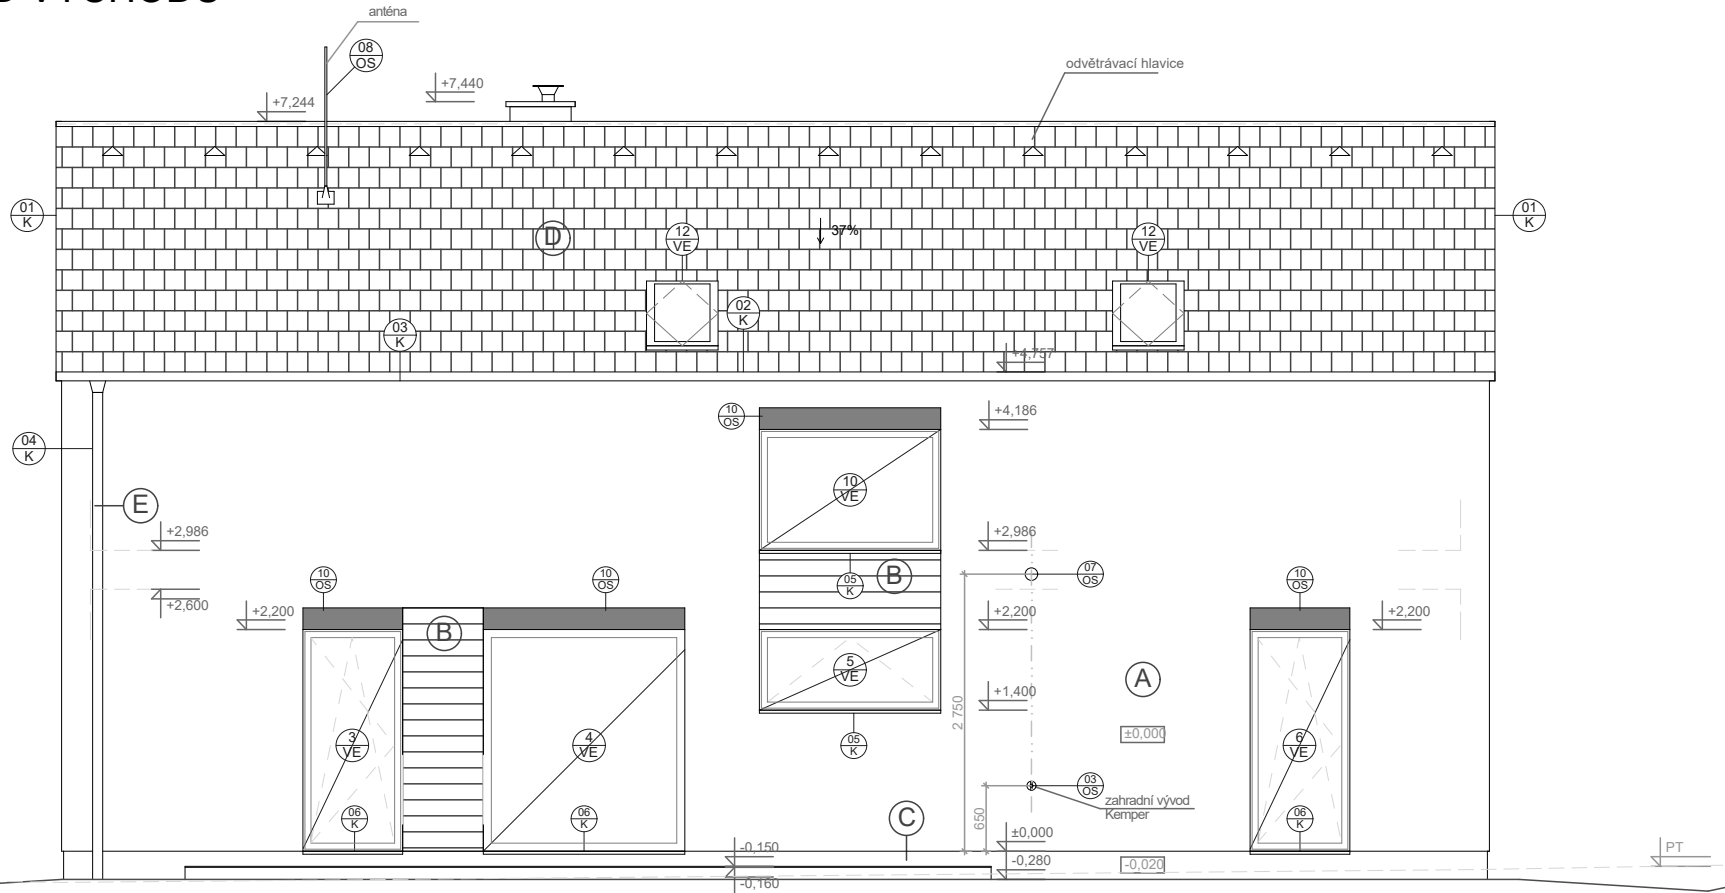 anténa
08
OS
+7,244
+7,440
odvětrávací hlavice
01
K
D
12
VE
37%
12
VE
01
K
03
K
02
K
+4,757
10
OS
+4,186
04
K
10
VE
E
+2,986
+2,986
10
OS
10
OS
05
K
B
07
OS
10
OS
+2,600
+2,200
B
+2,200
+2,200
5
VE
A
+1,400
2 750
±0,000
3
VE
4
VE
05
K
6
VE
03
OS
zahradní vývod
Kemper
06
K
06
K
C
650
06
K
±0,000
-0,150
-0,280
-0,020
PT
-0,160